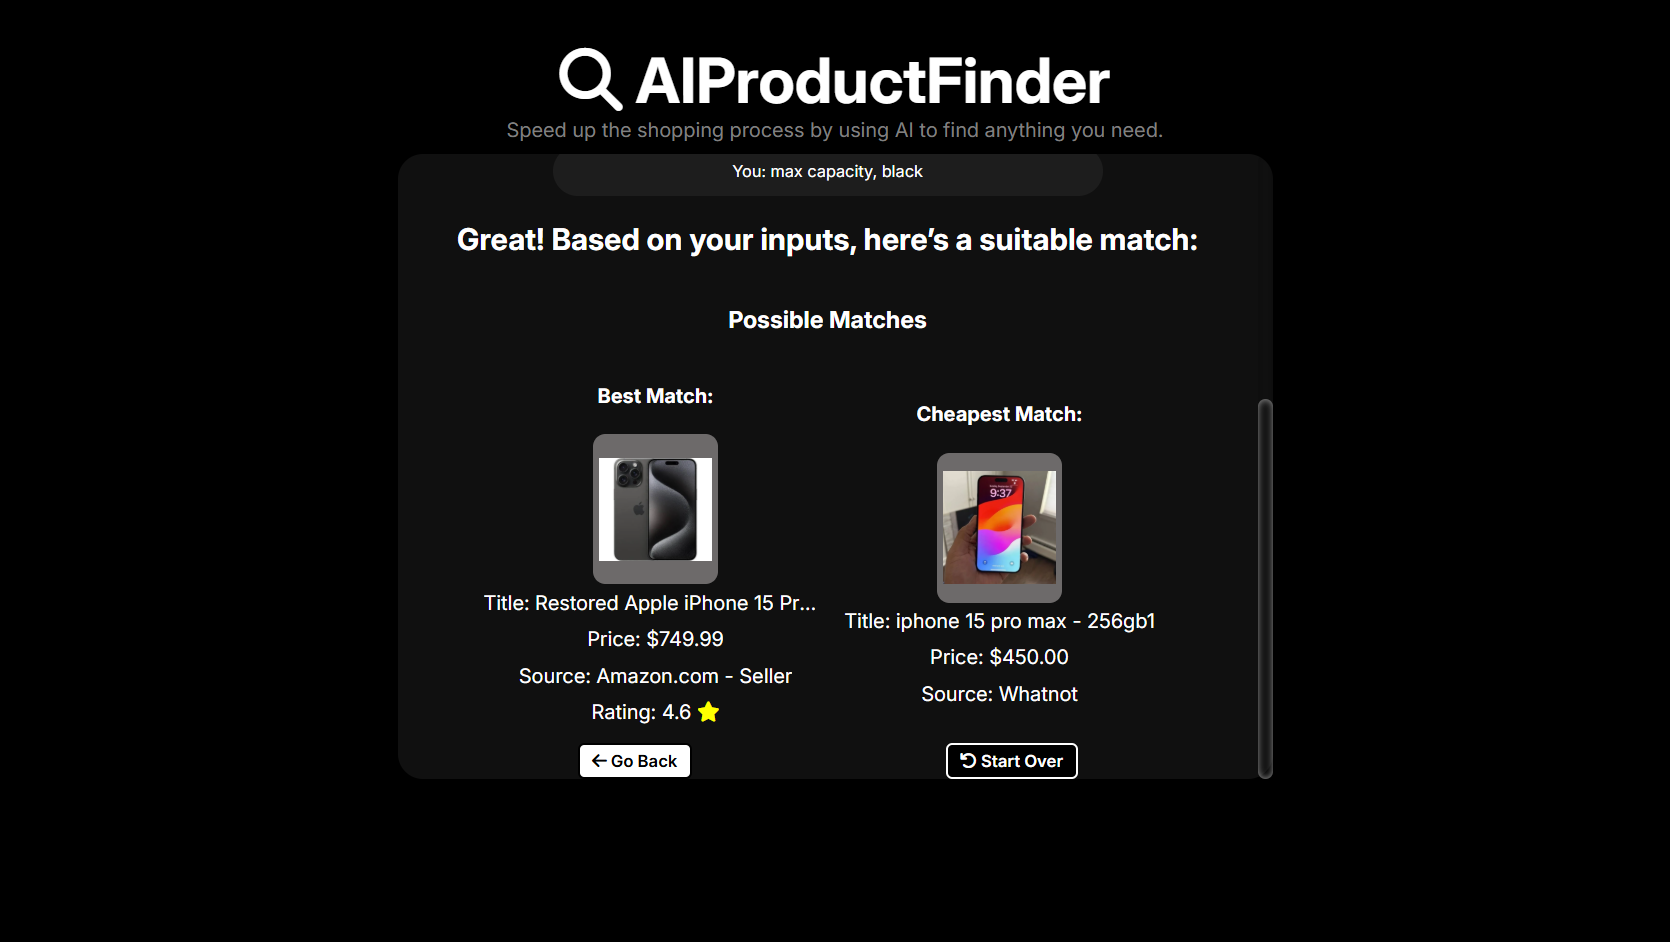 AIProductFinder
Speed up the shopping process by using AI to find anything you need.
You: max capacity, black
Great! Based on your inputs, here’s a suitable match:
Possible Matches
Best Match:
Title: Restored Apple iPhone 15 Pr...
Price: $749.99
Source: Amazon.com - Seller
Rating: 4.6
Cheapest Match:
9:37
Title: iphone 15 pro max - 256gb1
Price: $450.00
Source: Whatnot
Go Back
Start Over